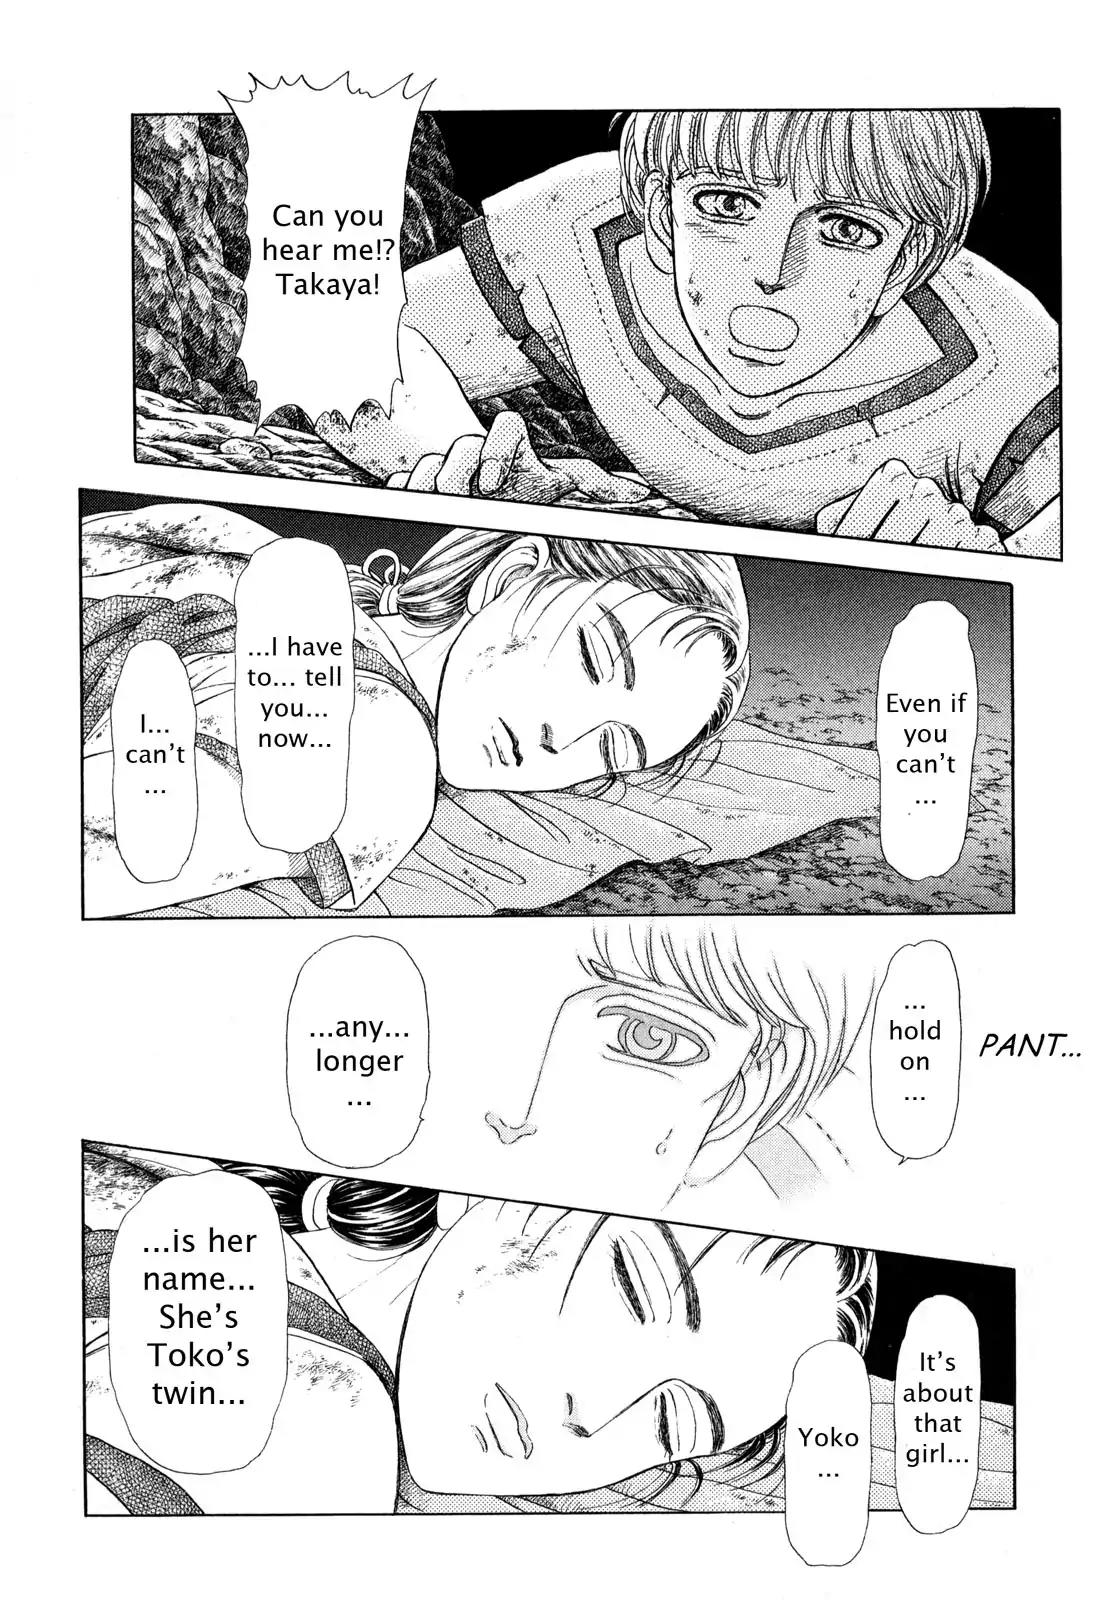 Can you
hear me!?
Takaya!
Even if
you
can't
...
...I have
to... tell
you...
now...
I...
can't
...
PANT...
...
hold
on
...
...any...
longer
...
It's
about
that
girl...
Yoko
...
...is her
name...
She's
Toko's
twin...